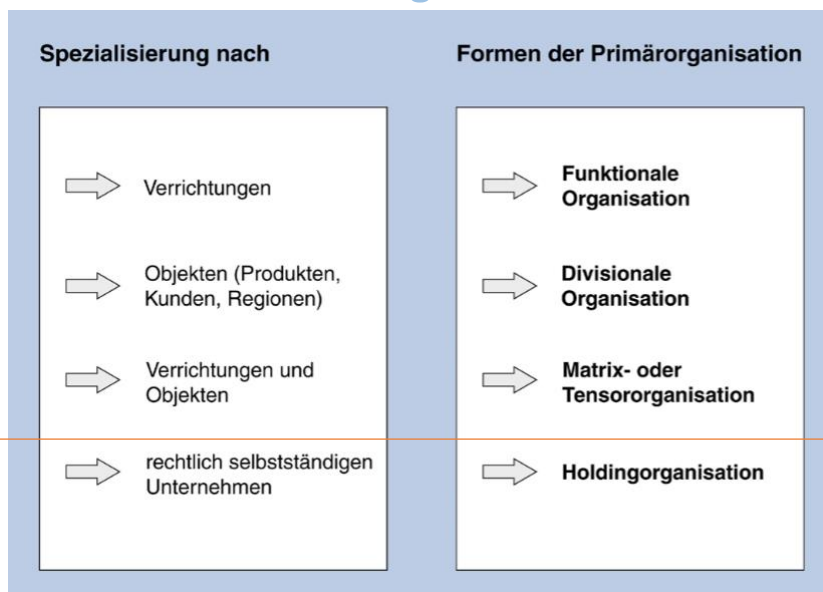 Spezialisierung nach
Verrichtungen
Objekten (Produkten,
Kunden, Regionen)
Verrichtungen und
Objekten
rechtlich selbstständigen
Unternehmen
Formen der Primärorganisation
Funktionale
Organisation
Divisionale
Organisation
Matrix- oder
Tensororganisation
Holdingorganisation